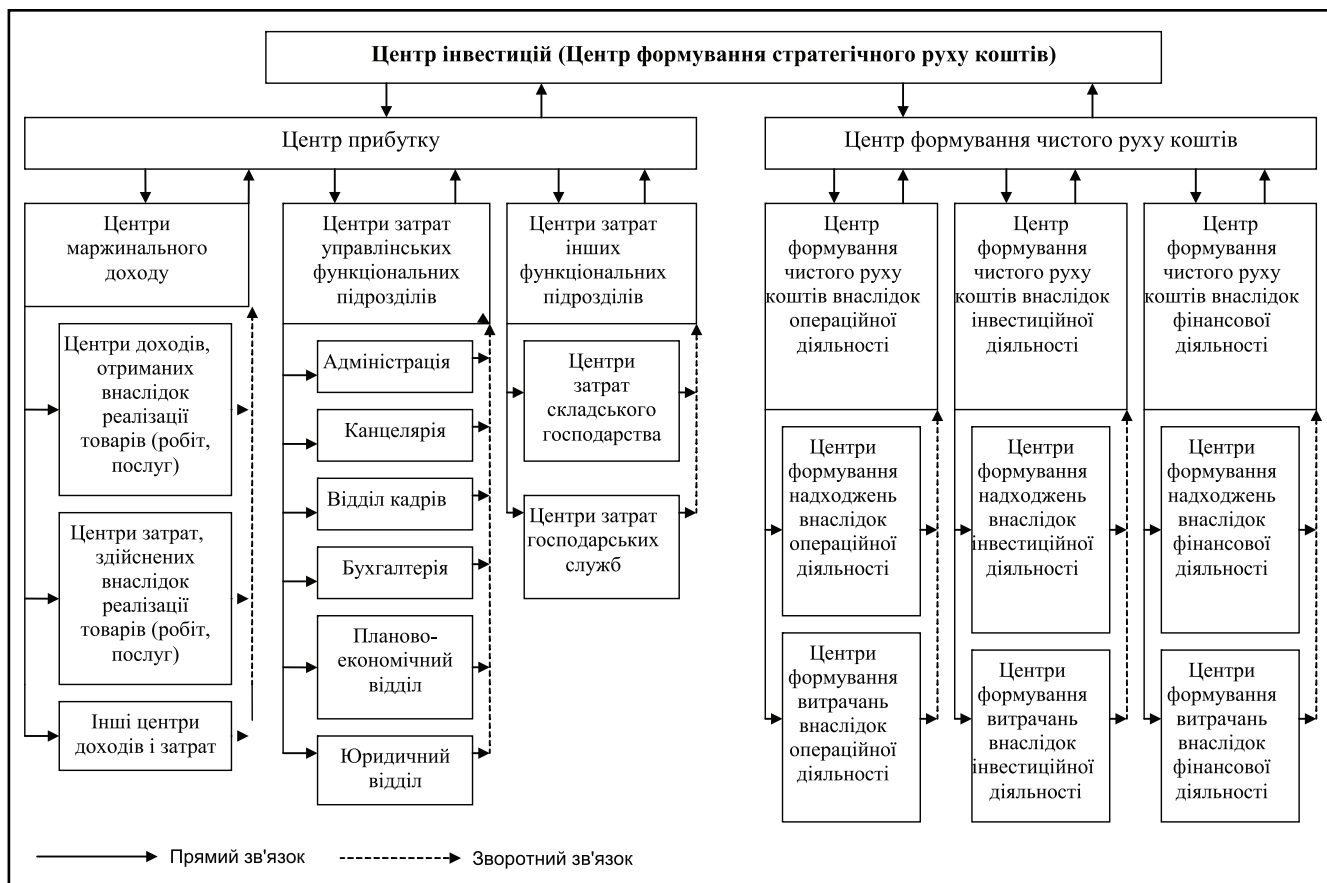 Центр інвестицій (Центр формування стратегічного руху коштів)
Центр прибутку
Центр формування чистого руху коштів
Центри
маржинального
доходу
Центри затрат
управлінських
функціональних
підрозділів
Центри затрат
інших
функціональних
підрозділів
Центр
формування
чистого руху
коштів внаслідок
операційної
діяльності
Центр
формування
чистого руху
коштів внаслідок
інвестиційної
діяльності
Центр
формування
чистого руху
коштів внаслідок
фінансової
діяльності
Центри доходів,
отриманих
внаслідок
реалізації
товарів (робіт,
послуг)
Центри затрат,
здійснених
внаслідок
реалізації
товарів (робіт,
послуг)
Інші центри
доходів і затрат
Адміністрація
Канцелярія
Відділ кадрів
Бухгалтерія
Планово-
економічний
відділ
Юридичний
відділ
Центри
затрат
складського
господарства
Центри затрат
господарських
служб
Центри
формування
надходжень
внаслідок
операційної
діяльності
Центри
формування
надходжень
внаслідок
інвестиційної
діяльності
Центри
формування
надходжень
внаслідок
фінансової
діяльності
Центри
формування
витрачань
внаслідок
операційної
діяльності
Центри
формування
витрачань
внаслідок
інвестиційної
діяльності
Центри
формування
витрачань
внаслідок
фінансової
діяльності
Прямий зв'язок
Зворотний зв'язок